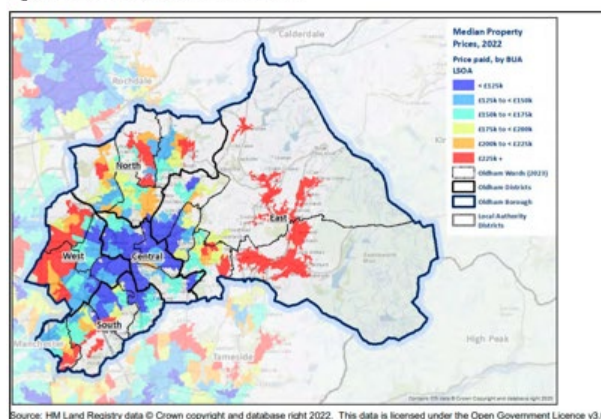 Median Property
Prices, 2022
Price paid, by BUA
LSOA
< £125k
£125k to < £150k
£150k to < £175k
£175k to < £200k
£200k to < £225k
£225k +
Oldham Wards (2023)
Oldham Districts
Oldham Borough
Local Authority
Districts
Calderdale
Rochdale
North
East
West
Central
South
Manchester
Tameside
High Peak
Source: HM Land Registry data © Crown copyright and database right 2022. This data is licensed under the Open Government Licence v3.